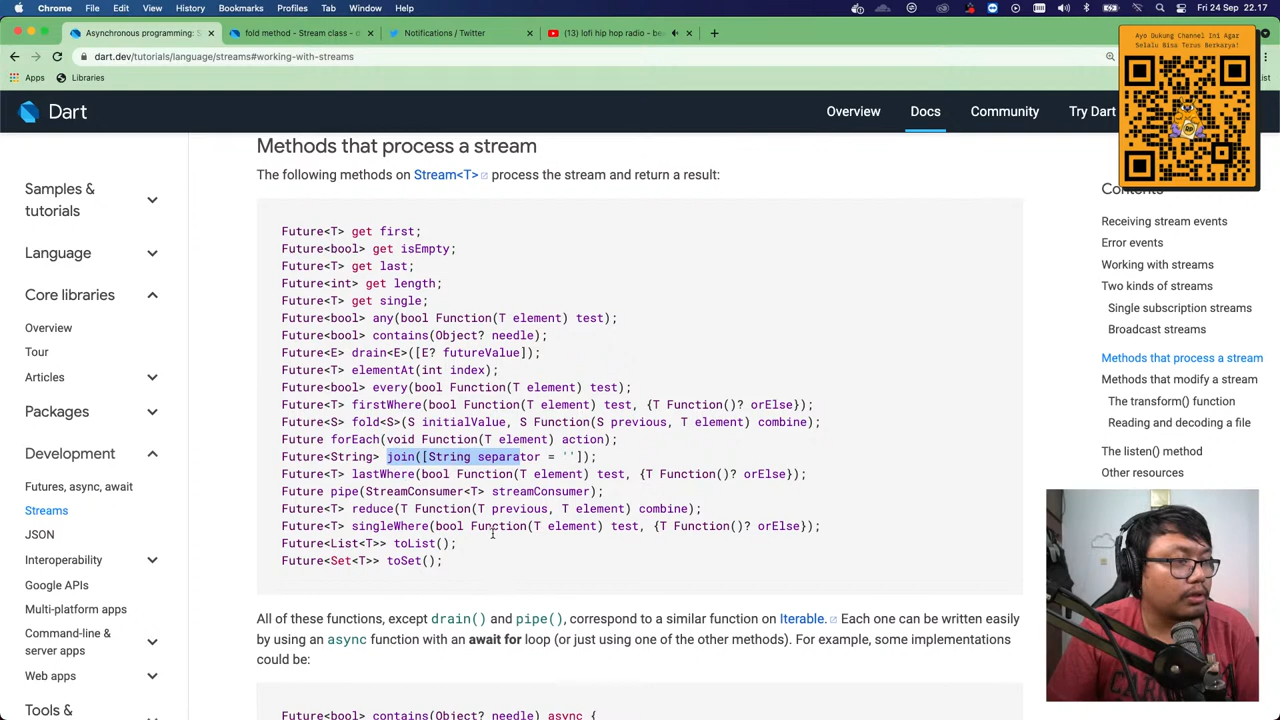 Chrome File Edit View History Bookmarks Profiles Tab Window Help
Fri 24 Sep 22.17
Asynchronous programming: S
fold method - Stream class - d
Notifications / Twitter
(13) lofi hip hop radio - bea
dart.dev/tutorials/language/streams#working-with-streams
Apps
Libraries
Ayo Dukung Channel Ini Agar
Selalu Bisa Terus Berkarya!
Dart
Overview
Docs
Community
Try Dart
Samples &
tutorials
Language
Core libraries
Overview
Tour
Articles
Packages
Development
Futures, async, await
Streams
JSON
Interoperability
Google APIs
Multi-platform apps
Command-line &
server apps
Web apps
Tools &
Methods that process a stream
The following methods on Stream<T> process the stream and return a result:
Future<T> get first;
Future<bool> get isEmpty;
Future<T> get last;
Future<int> get length;
Future<T> get single;
Future<bool> any(bool Function(T element) test);
Future<bool> contains(Object? needle);
Future<E> drain<E>([E? futureValue]);
Future<T> elementAt(int index);
Future<bool> every(bool Function(T element) test);
Future<T> firstWhere(bool Function(T element) test, {T Function()? orElse});
Future<S> fold<S>(S initialValue, S Function(S previous, T element) combine);
Future forEach(void Function(T element) action);
Future<String> join([String separator = '']);
Future<T> lastWhere(bool Function(T element) test, {T Function()? orElse});
Future pipe(StreamConsumer<T> streamConsumer);
Future<T> reduce(T Function(T previous, T element) combine);
Future<T> singleWhere(bool Function(T element) test, {T Function()? orElse});
Future<List<T>> toList();
Future<Set<T>> toSet();
All of these functions, except drain() and pipe(), correspond to a similar function on Iterable. Each one can be written easily
by using an async function with an await for loop (or just using one of the other methods). For example, some implementations
could be:
Future<bool> contains(Object? needle) async {
Contents
Receiving stream events
Error events
Working with streams
Two kinds of streams
Single subscription streams
Broadcast streams
Methods that process a stream
Methods that modify a stream
The transform() function
Reading and decoding a file
The listen() method
Other resources